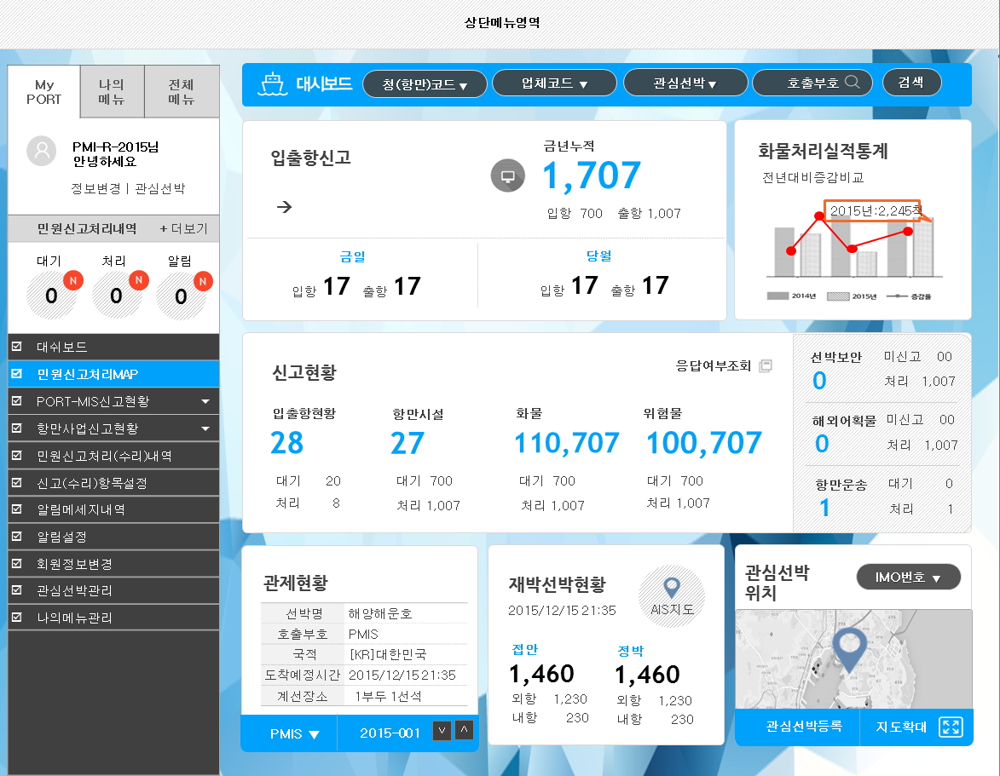 상단메뉴영역
My
PORT
나의
메뉴
전체
메뉴
PMI-R-2015님
안녕하세요
정보변경 | 관심선박
민원신고처리내역 + 더보기
대기 처리 알림
N N N
0 0 0
대쉬보드
민원신고처리MAP
PORT-MIS신고현황
항만사업신고현황
민원신고처리(수리)내역
신고(수리)항목설정
알림메세지내역
알림설정
회원정보변경
관심선박관리
나의메뉴관리
대시보드 청(항만)코드▼ 업체코드 ▼ 관심선박▼ 호출부호 검색
입출항신고
→
금년누적
1,707
입항 700 출항 1,007
금일
입항 17 출항 17
당월
입항 17 출항 17
화물처리실적통계
전년대비증감비교
2015년:2,245척
2014년 2015년 증감율
신고현황
응답여부조회
입출항현황
28
대기 20
처리 8
항만시설
27
대기 700
처리 1,007
화물
110,707
대기 700
처리 1,007
위험물
100,707
대기 700
처리 1,007
선박보안 미신고 00
0 처리 1,007
해외어획물 미신고 00
0 처리 1,007
항만운송 대기 0
1 처리 1
관제현황
선박명 해양해운호
호출부호 PMIS
국적 [KR]대한민국
도착예정시간 2015/12/15 21:35
계선장소 1부두 1선석
PMIS ▼ 2015-001 ˅ ˄
재박선박현황
2015/12/15 21:35
AIS지도
접안
1,460
외항 1,230
내항 230
정박
1,460
외항 1,230
내항 230
관심선박
위치
IMO번호 ▼
관심선박등록 지도확대